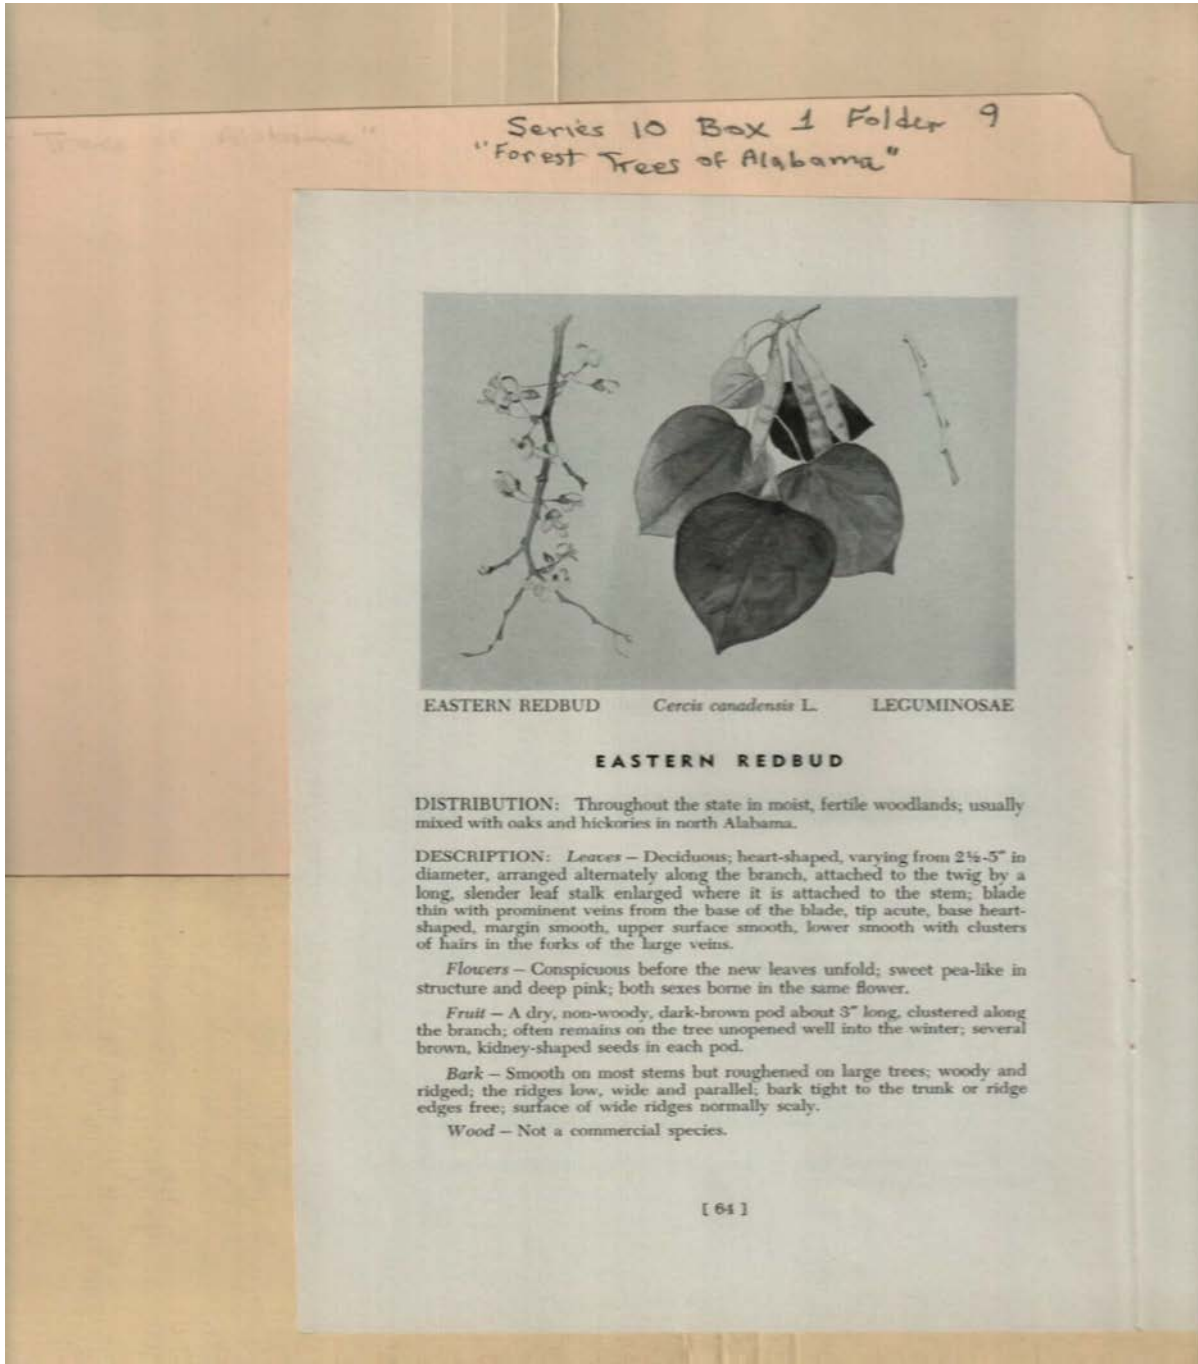 Series 10 Box 1 Folder 9
"Forest Trees of Alabama"
Trees of Alabama"
EASTERN REDBUD Cercis canadensis L. LEGUMINOSAE
EASTERN REDBUD
DISTRIBUTION: Throughout the state in moist, fertile woodlands; usually
mixed with oaks and hickories in north Alabama.
DESCRIPTION: Leaves – Deciduous; heart-shaped, varying from 2½-5" in
diameter, arranged alternately along the branch, attached to the twig by a
long, slender leaf stalk enlarged where it is attached to the stem; blade
thin with prominent veins from the base of the blade, tip acute, base heart-
shaped, margin smooth, upper surface smooth, lower smooth with clusters
of hairs in the forks of the large veins.
Flowers – Conspicuous before the new leaves unfold; sweet pea-like in
structure and deep pink; both sexes borne in the same flower.
Fruit – A dry, non-woody, dark-brown pod about 3" long, clustered along
the branch; often remains on the tree unopened well into the winter; several
brown, kidney-shaped seeds in each pod.
Bark – Smooth on most stems but roughened on large trees; woody and
ridged; the ridges low, wide and parallel; bark tight to the trunk or ridge
edges free; surface of wide ridges normally scaly.
Wood – Not a commercial species.
[ 64 ]